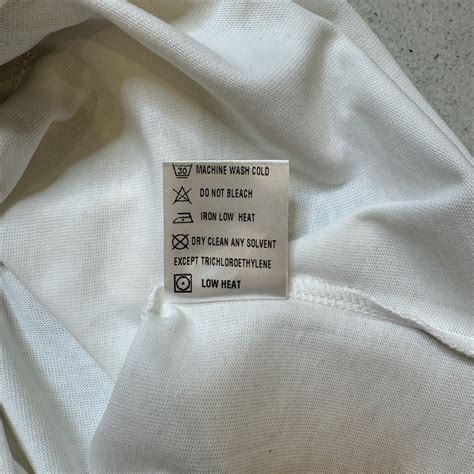 30 MACHINE WASH COLD
DO NOT BLEACH
IRON LOW HEAT
DRY CLEAN ANY SOLVENT
EXCEPT TRICHLOROETHYLENE
LOW HEAT